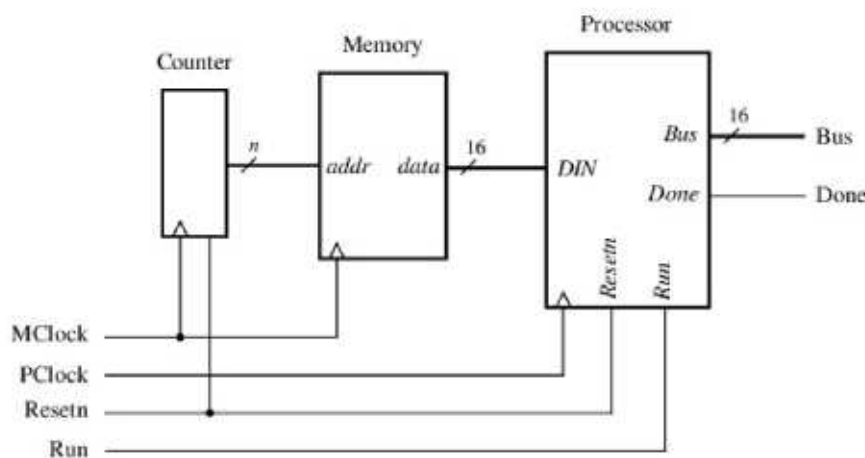 Processor
Memory
Counter
16
Bus
Bus
n
16
addr
data
DIN
Done
Done
Resetn
Run
MClock
PClock
Resetn
Run